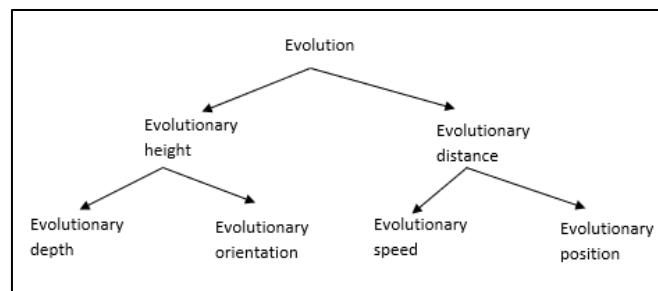 Evolution
Evolutionary
height
Evolutionary
distance
Evolutionary
depth
Evolutionary
orientation
Evolutionary
speed
Evolutionary
position